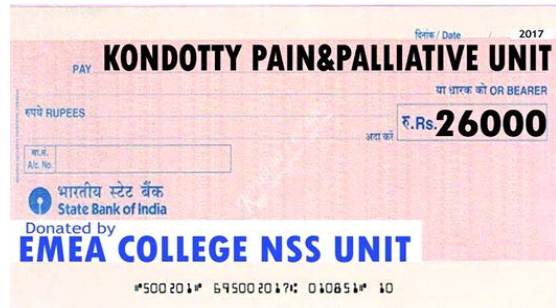 दिनांक / Date / 2017
PAY KONDOTTY PAIN&PALLIATIVE UNIT
या धारक को OR BEARER
रुपये RUPEES
अदा करें रु.Rs. 26000
खा.सं.
A/c. No.
भारतीय स्टेट बैंक
State Bank of India
Donated by
EMEA COLLEGE NSS UNIT
⑈500201⑈ 695002017⑆ 010851⑈ 10